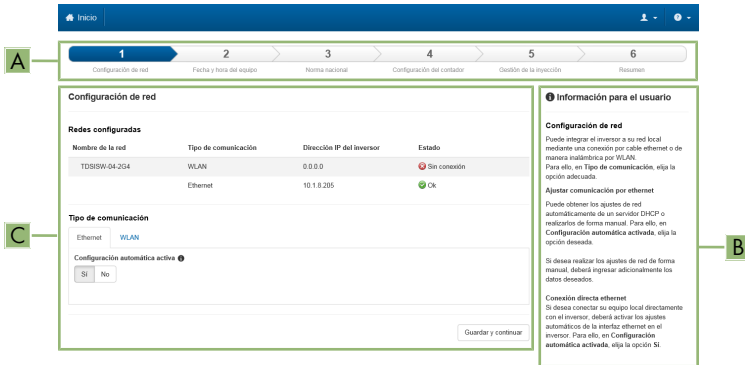 Inicio
A
1 2 3 4 5 6
Configuración de red Fecha y hora del equipo Norma nacional Configuración del contador Gestión de la inyección Resumen
C
Configuración de red
Redes configuradas
Nombre de la red Tipo de comunicación Dirección IP del inversor Estado
TDSISW-04-2G4 WLAN 0.0.0.0 Sin conexión
Ethernet 10.1.6.205 Ok
Tipo de comunicación
Ethernet WLAN
Configuración automática activa
Sí No
Guardar y continuar
B
Información para el usuario
Configuración de red
Puede integrar el inversor a su red local
mediante una conexión por cable ethernet o de
manera inalámbrica por WLAN.
Para ello, en Tipo de comunicación, elija la
opción adecuada.
Ajustar comunicación por ethernet
Puede obtener los ajustes de red
automáticamente de un servidor DHCP o
realizarlos de forma manual. Para ello, en
Configuración automática activada, elija la
opción deseada.
Si desea realizar los ajustes de red de forma
manual, deberá ingresar adicionalmente los
datos deseados.
Conexión directa ethernet
Si desea conectar su equipo local directamente
con el inversor, deberá activar los ajustes
automáticos de la interfaz ethernet en el
inversor. Para ello, en Configuración
automática activada, elija la opción Sí.